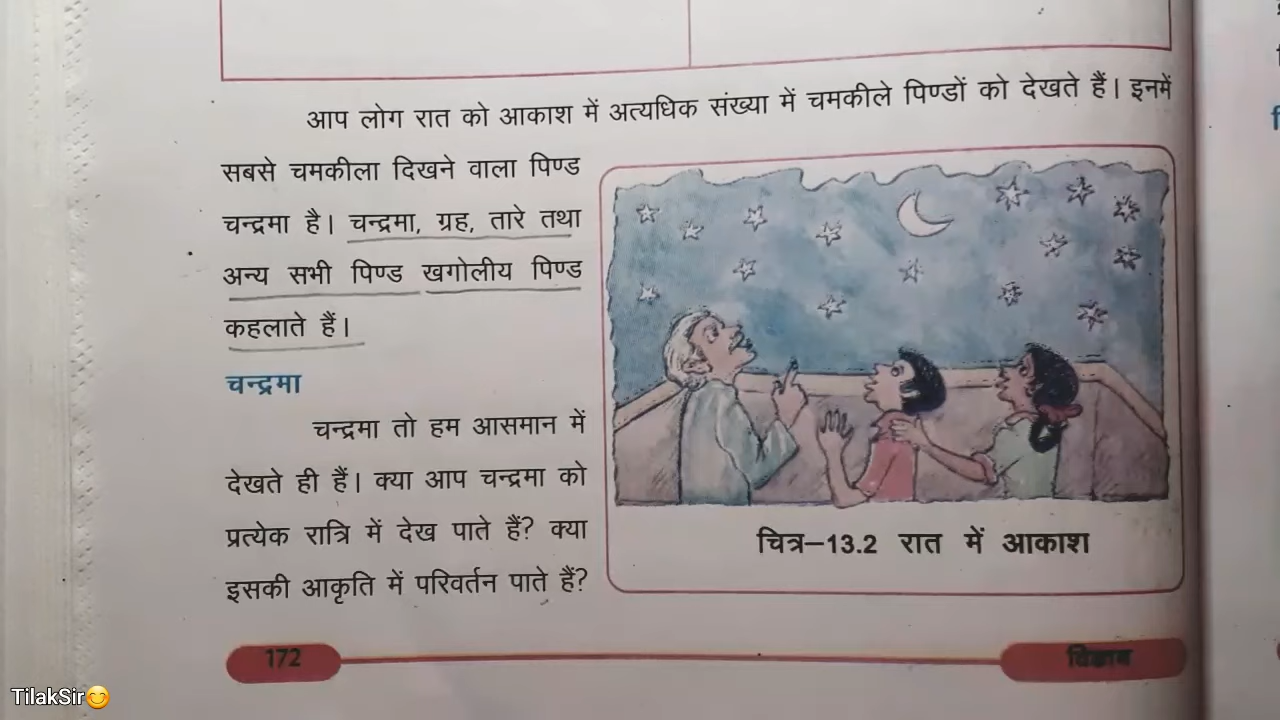 आप लोग रात को आकाश में अत्यधिक संख्या में चमकीले पिण्डों को देखते हैं। इनमें
सबसे चमकीला दिखने वाला पिण्ड
चन्द्रमा है। चन्द्रमा, ग्रह, तारे तथा
अन्य सभी पिण्ड खगोलीय पिण्ड
कहलाते हैं।
चन्द्रमा
चन्द्रमा तो हम आसमान में
देखते ही हैं। क्या आप चन्द्रमा को
प्रत्येक रात्रि में देख पाते हैं? क्या
इसकी आकृति में परिवर्तन पाते हैं?
चित्र–13.2 रात में आकाश
172
विज्ञान
TilakSir😊